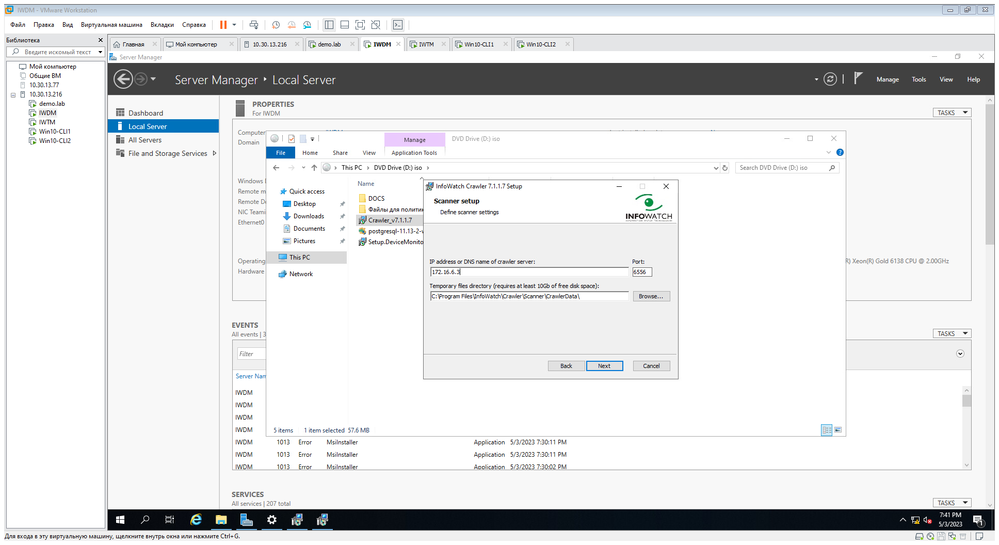 IWDM - VMware Workstation
Файл Правка Вид Виртуальная машина Вкладки Справка
Библиотека
Введите искомый текст
Мой компьютер
Общие ВМ
10.30.13.77
10.30.13.216
demo.lab
IWDM
IWTM
Win10-CLI1
Win10-CLI2
Главная Мой компьютер 10.30.13.216 demo.lab IWDM IWTM Win10-CLI1 Win10-CLI2
Server Manager
Server Manager Local Server
Manage Tools View Help
Dashboard
Local Server
All Servers
File and Storage Services
PROPERTIES
For IWDM
TASKS
Computer
Domain
Windows
Remote m
Remote De
NIC Teami
Ethernet0
Operating
Hardware
R) Xeon(R) Gold 6138 CPU @ 2.00GHz
Manage
DVD Drive (D:) iso
File Home Share View Application Tools
This PC DVD Drive (D:) iso
Search DVD Drive (D:) iso
Quick access
Desktop
Downloads
Documents
Pictures
This PC
Network
Name
DOCS
Файлы для политик
Crawler_v7.1.1.7
postgresql-11.13-2-w
Setup.DeviceMonito
5 items 1 item selected 57.6 MB
InfoWatch Crawler 7.1.1.7 Setup
Scanner setup
Define scanner settings
INFOWATCH
IP address or DNS name of crawler server:
Port:
172.16.6.3
6556
Temporary files directory (requires at least 10Gb of free disk space):
C:\Program Files\InfoWatch\Crawler\Scanner\CrawlerData\
Browse...
Back Next Cancel
EVENTS
All events | 3
TASKS
Filter
Server Nam
IWDM
IWDM
IWDM
IWDM
IWDM 1013 Error MsiInstaller Application 5/3/2023 7:30:11 PM
IWDM 1013 Error MsiInstaller Application 5/3/2023 7:30:11 PM
IWDM 1013 Error MsiInstaller Application 5/3/2023 7:30:02 PM
SERVICES
All services | 207 total
TASKS
7:41 PM
5/3/2023
1
Для входа в эту виртуальную машину, щелкните внутрь окна или нажмите Ctrl+G.